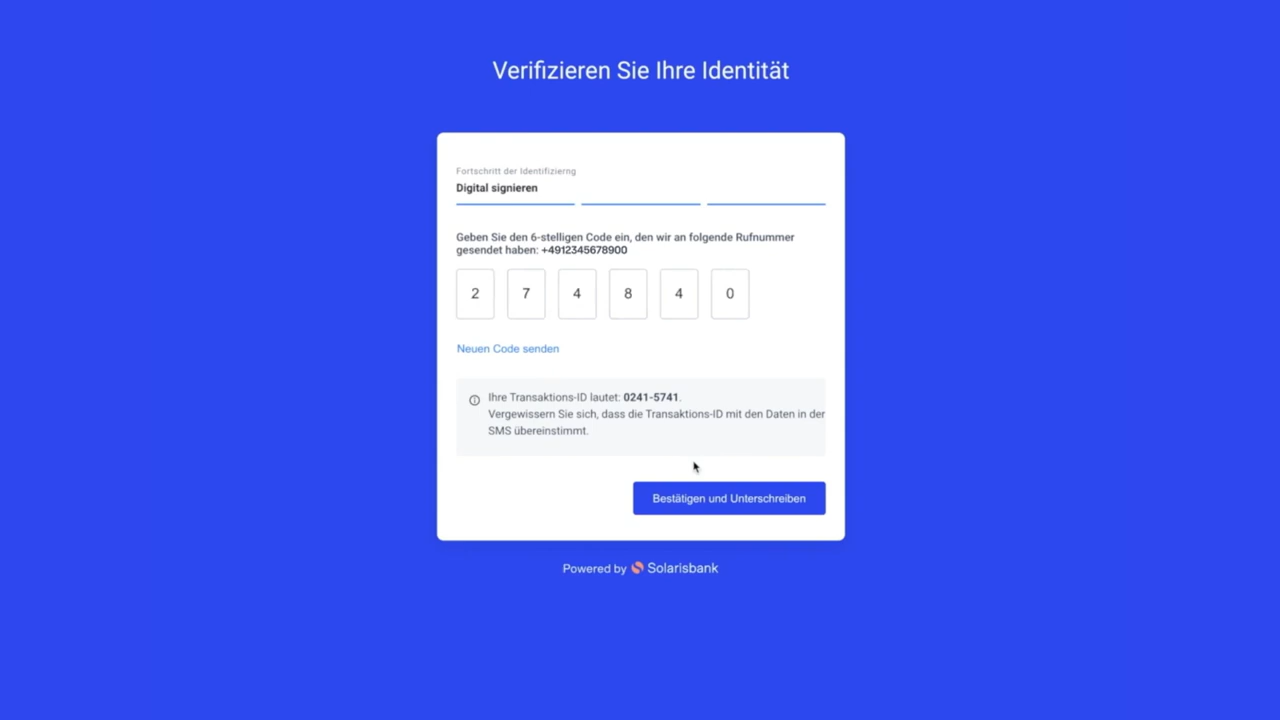 Verifizieren Sie Ihre Identität
Fortschritt der Identifizierng
Digital signieren
Geben Sie den 6-stelligen Code ein, den wir an folgende Rufnummer
gesendet haben: +4912345678900
2 7 4 8 4 0
Neuen Code senden
Ihre Transaktions-ID lautet: 0241-5741.
Vergewissern Sie sich, dass die Transaktions-ID mit den Daten in der
SMS übereinstimmt.
Bestätigen und Unterschreiben
Powered by Solarisbank